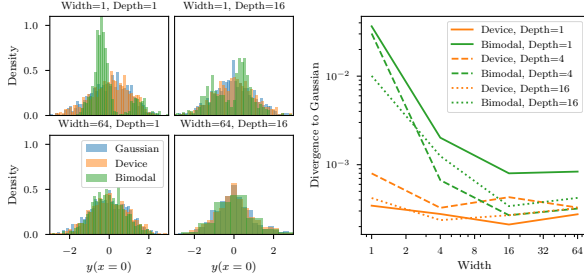 Width=1, Depth=1
Width=1, Depth=16
Density
1.0
0.5
0.0
Width=64, Depth=1
Width=64, Depth=16
Density
1.0
0.5
0.0
Gaussian
Device
Bimodal
−2 0 2
−2 0 2
y(x = 0)
y(x = 0)
Divergence to Gaussian
10⁻²
10⁻³
Device, Depth=1
Bimodal, Depth=1
Device, Depth=4
Bimodal, Depth=4
Device, Depth=16
Bimodal, Depth=16
1 2 4 8 16 32 64
Width